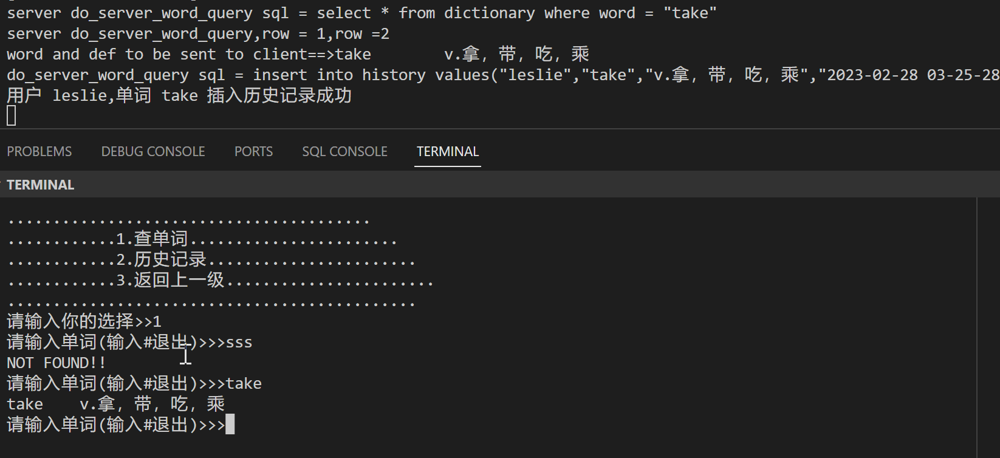 server do_server_word_query sql = select * from dictionary where word = "take"
server do_server_word_query,row = 1,row =2
word and def to be sent to client==>take        v.拿, 带, 吃, 乘
do_server_word_query sql = insert into history values("leslie","take","v.拿, 带, 吃, 乘","2023-02-28 03-25-28
用户 leslie,单词 take 插入历史记录成功
PROBLEMS DEBUG CONSOLE PORTS SQL CONSOLE TERMINAL
TERMINAL
........................................
............1.查单词.......................
............2.历史记录.......................
............3.返回上一级.......................
.............................................
请输入你的选择>>1
请输入单词(输入#退出)>>>sss
NOT FOUND!!
请输入单词(输入#退出)>>>take
take    v.拿, 带, 吃, 乘
请输入单词(输入#退出)>>>